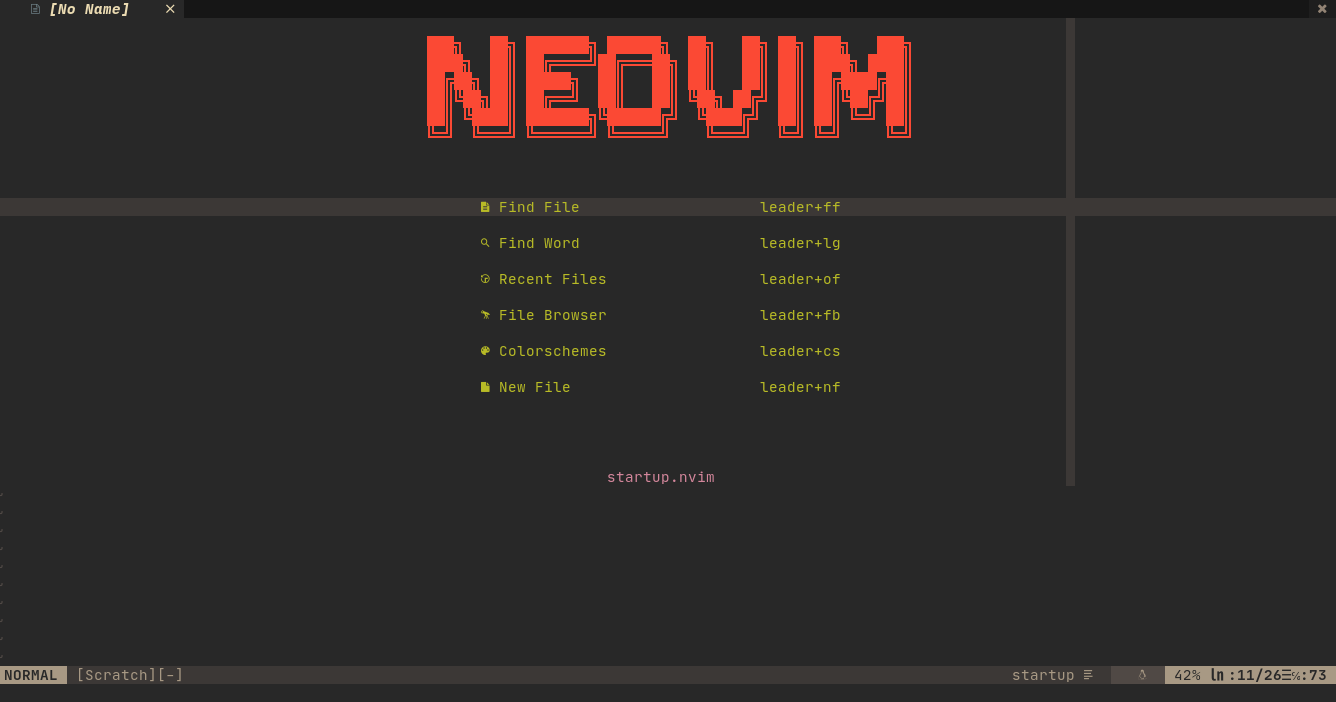 [No Name]
NEOVIM
Find File leader+ff
Find Word leader+lg
Recent Files leader+of
File Browser leader+fb
Colorschemes leader+cs
New File leader+nf
startup.nvim
NORMAL [Scratch][-] startup 42% ln :11/26☰℅:73